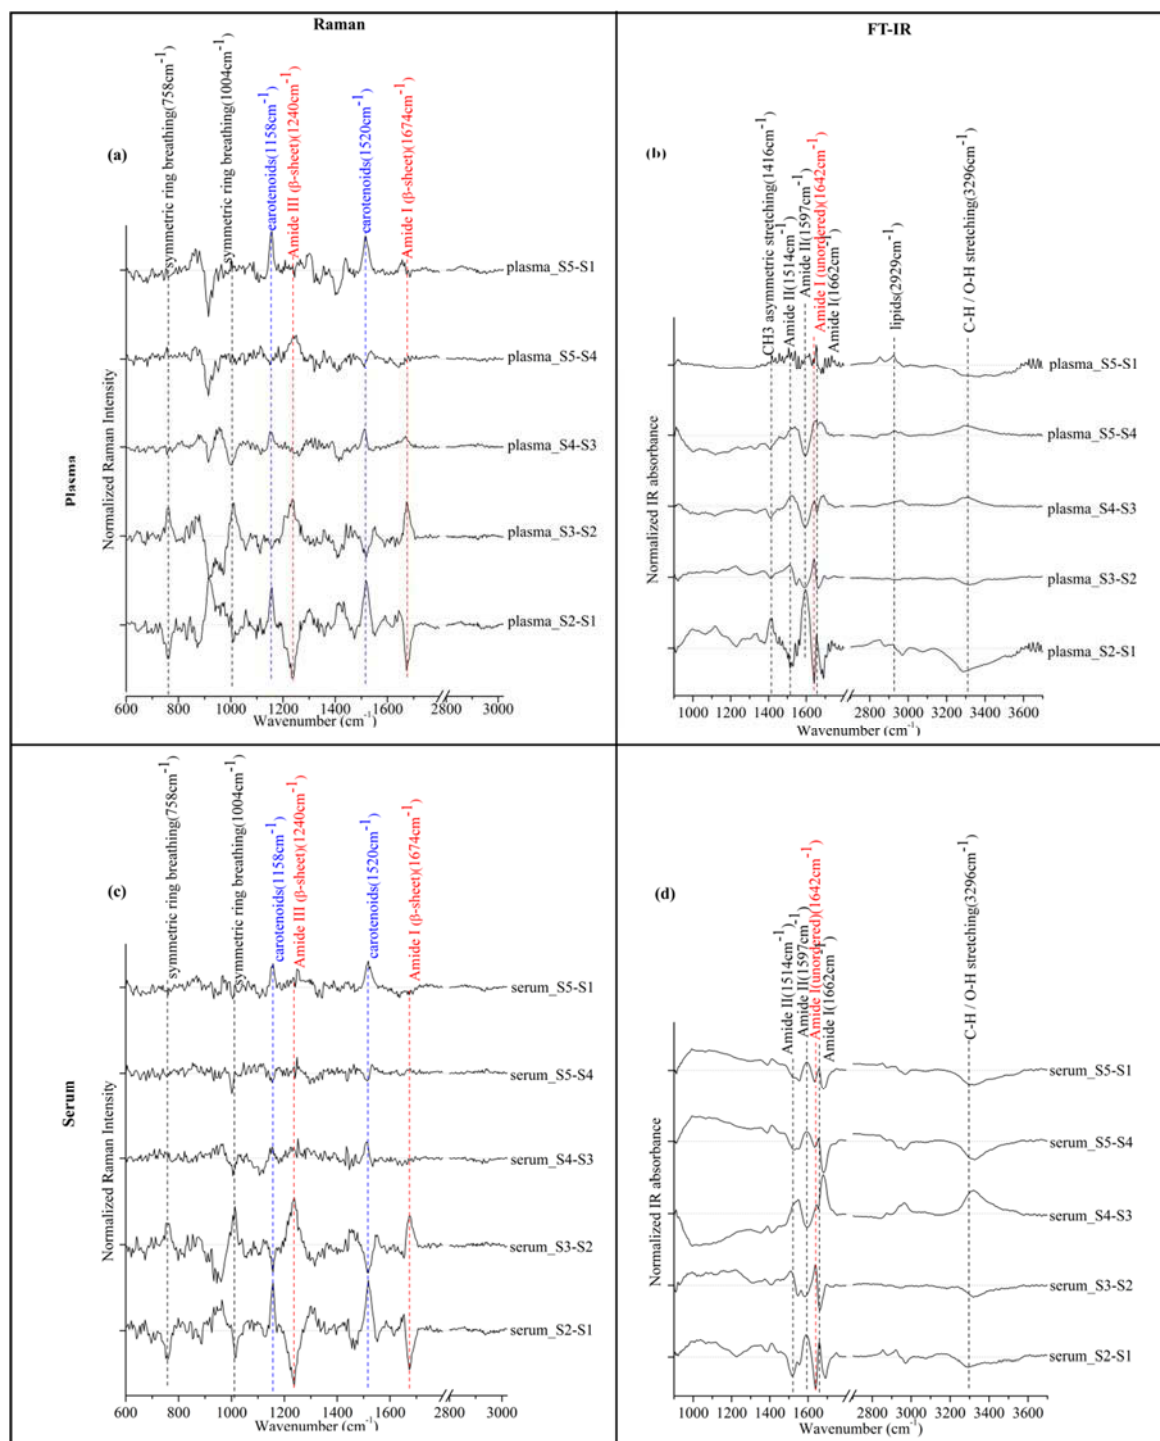 Raman
FT-IR
Plasma
Serum
(a)
symmetric ring breathing(758cm⁻¹)
symmetric ring breathing(1004cm⁻¹)
carotenoids(1158cm⁻¹)
Amide III (β-sheet)(1240cm⁻¹)
carotenoids(1520cm⁻¹)
Amide I (β-sheet)(1674cm⁻¹)
Normalized Raman Intensity
plasma_S5-S1
plasma_S5-S4
plasma_S4-S3
plasma_S3-S2
plasma_S2-S1
600 800 1000 1200 1400 1600 2800 3000
Wavenumber (cm⁻¹)
(b)
CH3 asymmetric stretching(1416cm⁻¹)
Amide II(1514cm⁻¹)
Amide II(1597cm⁻¹)
Amide I (unordered)(1642cm⁻¹)
Amide I(1662cm⁻¹)
lipids(2929cm⁻¹)
C-H / O-H stretching(3296cm⁻¹)
Normalized IR absorbance
plasma_S5-S1
plasma_S5-S4
plasma_S4-S3
plasma_S3-S2
plasma_S2-S1
1000 1200 1400 1600 2800 3000 3200 3400 3600
Wavenumber (cm⁻¹)
(c)
symmetric ring breathing(758cm⁻¹)
symmetric ring breathing(1004cm⁻¹)
carotenoids(1158cm⁻¹)
Amide III (β-sheet)(1240cm⁻¹)
carotenoids(1520cm⁻¹)
Amide I (β-sheet)(1674cm⁻¹)
Normalized Raman Intensity
serum_S5-S1
serum_S5-S4
serum_S4-S3
serum_S3-S2
serum_S2-S1
600 800 1000 1200 1400 1600 2800 3000
Wavenumber (cm⁻¹)
(d)
Amide II(1514cm⁻¹)
Amide II(1597cm⁻¹)
Amide I(unordered)(1642cm⁻¹)
Amide I(1662cm⁻¹)
C-H / O-H stretching(3296cm⁻¹)
Normalized IR absorbance
serum_S5-S1
serum_S5-S4
serum_S4-S3
serum_S3-S2
serum_S2-S1
1000 1200 1400 1600 2800 3000 3200 3400 3600
Wavenumber (cm⁻¹)